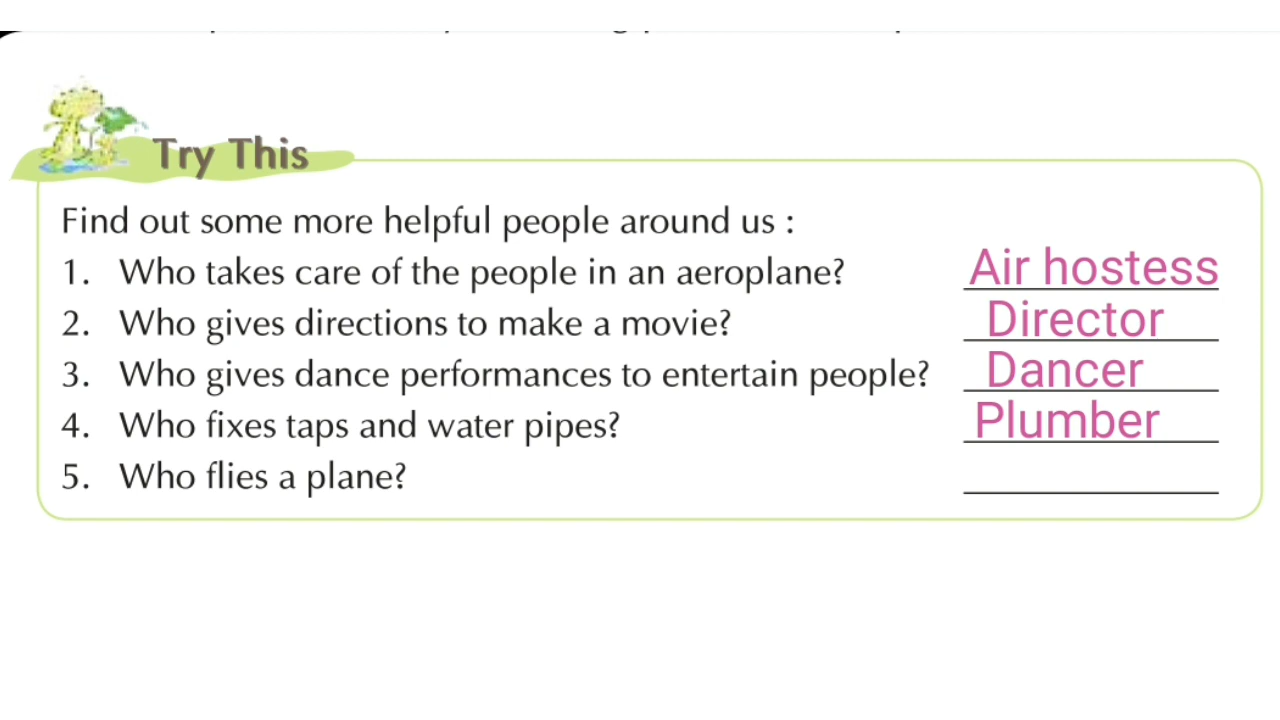 Try This
Find out some more helpful people around us :
1. Who takes care of the people in an aeroplane? Air hostess
2. Who gives directions to make a movie? Director
3. Who gives dance performances to entertain people? Dancer
4. Who fixes taps and water pipes? Plumber
5. Who flies a plane?